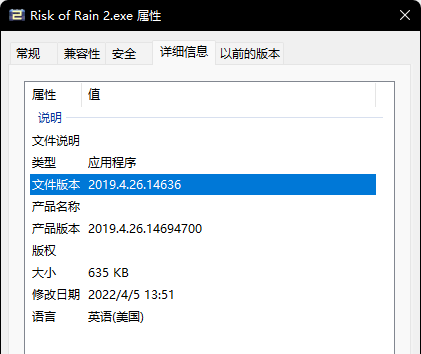 Risk of Rain 2.exe 属性
常规 兼容性 安全 详细信息 以前的版本
属性 值
说明
文件说明
类型 应用程序
文件版本 2019.4.26.14636
产品名称
产品版本 2019.4.26.14694700
版权
大小 635 KB
修改日期 2022/4/5 13:51
语言 英语(美国)